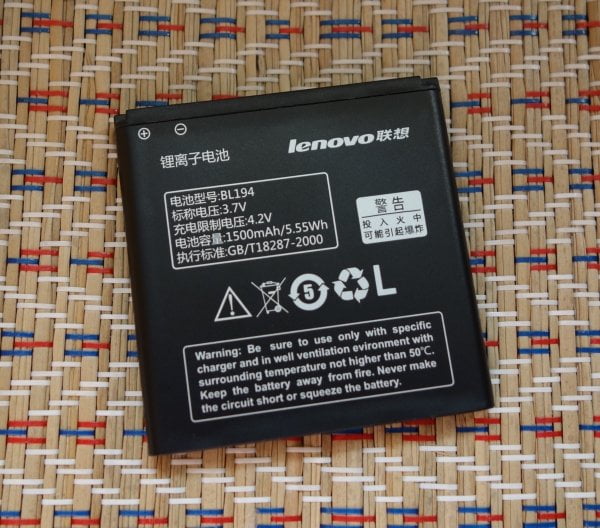 锂离子电池
lenovo联想
电池型号:BL194
标称电压:3.7V
充电限制电压:4.2V
电池容量:1500mAh/5.55Wh
执行标准:GB/T18287-2000
警告
投入火中
可能引起爆炸
5
L
Warning: Be sure to use only with specific
charger and in well ventilation evironment with
surrounding temperature not higher than 50℃.
Keep the battery away from fire. Never make
the circuit short or squeeze the battery.